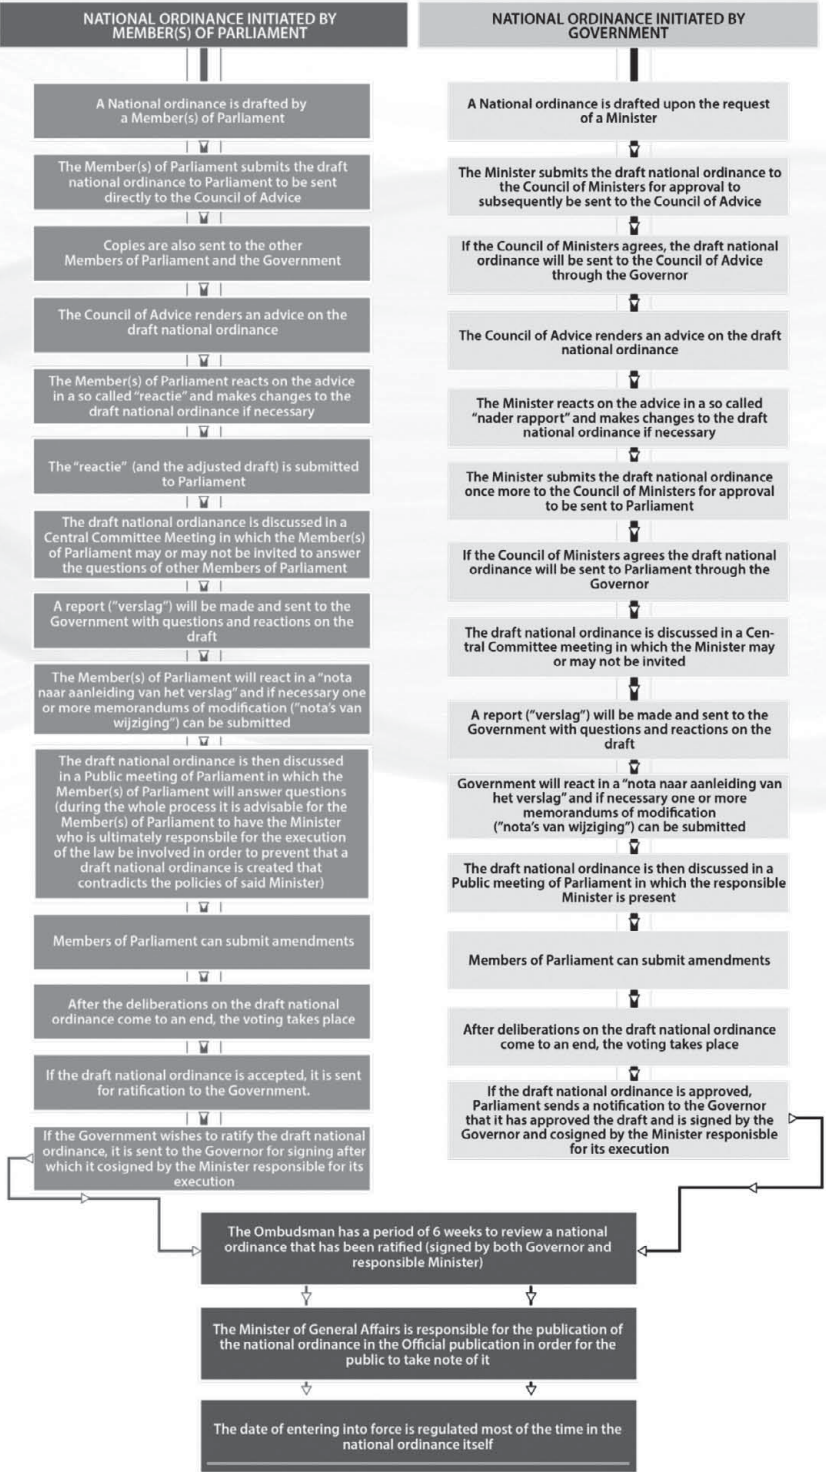 NATIONAL ORDINANCE INITIATED BY
MEMBER(S) OF PARLIAMENT
A National ordinance is drafted by
a Member(s) of Parliament
The Member(s) of Parliament submits the draft
national ordinance to Parliament to be sent
directly to the Council of Advice
Copies are also sent to the other
Members of Parliament and the Government
The Council of Advice renders an advice on the
draft national ordinance
The Member(s) of Parliament reacts on the advice
in a so called “reactie” and makes changes to the
draft national ordinance if necessary
The “reactie” (and the adjusted draft) is submitted
to Parliament
The draft national ordianance is discussed in a
Central Committee Meeting in which the Member(s)
of Parliament may or may not be invited to answer
the questions of other Members of Parliament
A report (“verslag”) will be made and sent to the
Government with questions and reactions on the
draft
The Member(s) of Parliament will react in a “nota
naar aanleiding van het verslag” and if necessary one
or more memorandums of modification (“nota’s van
wijziging”) can be submitted
The draft national ordinance is then discussed
in a Public meeting of Parliament in which the
Member(s) of Parliament will answer questions
(during the whole process it is advisable for the
Member(s) of Parliament to have the Minister
who is ultimately responsbile for the execution
of the law be involved in order to prevent that a
draft national ordinance is created that
contradicts the policies of said Minister)
Members of Parliament can submit amendments
After the deliberations on the draft national
ordinance come to an end, the voting takes place
If the draft national ordinance is accepted, it is sent
for ratification to the Government.
If the Government wishes to ratify the draft national
ordinance, it is sent to the Governor for signing after
which it cosigned by the Minister responsible for its
execution
NATIONAL ORDINANCE INITIATED BY
GOVERNMENT
A National ordinance is drafted upon the request
of a Minister
The Minister submits the draft national ordinance to
the Council of Ministers for approval to
subsequently be sent to the Council of Advice
If the Council of Ministers agrees, the draft national
ordinance will be sent to the Council of Advice
through the Governor
The Council of Advice renders an advice on the draft
national ordinance
The Minister reacts on the advice in a so called
“nader rapport” and makes changes to the draft
national ordinance if necessary
The Minister submits the draft national ordinance
once more to the Council of Ministers for approval
to be sent to Parliament
If the Council of Ministers agrees the draft national
ordinance will be sent to Parliament through the
Governor
The draft national ordinance is discussed in a Cen-
tral Committee meeting in which the Minister may
or may not be invited
A report (“verslag”) will be made and sent to the
Government with questions and reactions on the
draft
Government will react in a “nota naar aanleiding van
het verslag” and if necessary one or more
memorandums of modification
(“nota’s van wijziging”) can be submitted
The draft national ordinance is then discussed in a
Public meeting of Parliament in which the responsible
Minister is present
Members of Parliament can submit amendments
After deliberations on the draft national ordinance
come to an end, the voting takes place
If the draft national ordinance is approved,
Parliament sends a notification to the Governor
that it has approved the draft and is signed by the
Governor and cosigned by the Minister responisble
for its execution
The Ombudsman has a period of 6 weeks to review a national
ordinance that has been ratified (signed by both Governor and
responsible Minister)
The Minister of General Affairs is responsible for the publication of
the national ordinance in the Official publication in order for the
public to take note of it
The date of entering into force is regulated most of the time in the
national ordinance itself